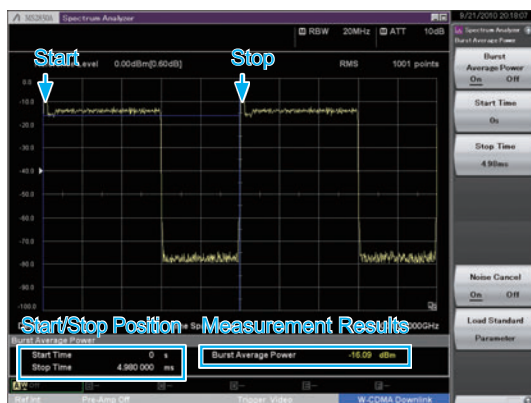 MS2830A Spectrum Analyzer
9/21/2010 20:18:07
RBW 20MHz ATT 10dB
Spectrum Analyzer
Burst Average Power
Start
Stop
Level 0.00dBm[0.60dB] RMS 1001 points
Burst
Average Power
On Off
0.0
-10.0
-20.0
-40.0
-50.0
-60.0
-70.0
-80.0
-90.0
-100.0
Start Time
0s
Stop Time
4.98ms
Noise Cancel
On Off
Load Standard
Parameter
Start/Stop Position
Measurement Results
Burst Average Power
Start Time 0 s
Stop Time 4.980 000 ms
Burst Average Power -16.09 dBm
Off
Ref.Int Pre-Amp Off Trigger Video W-CDMA Downlink